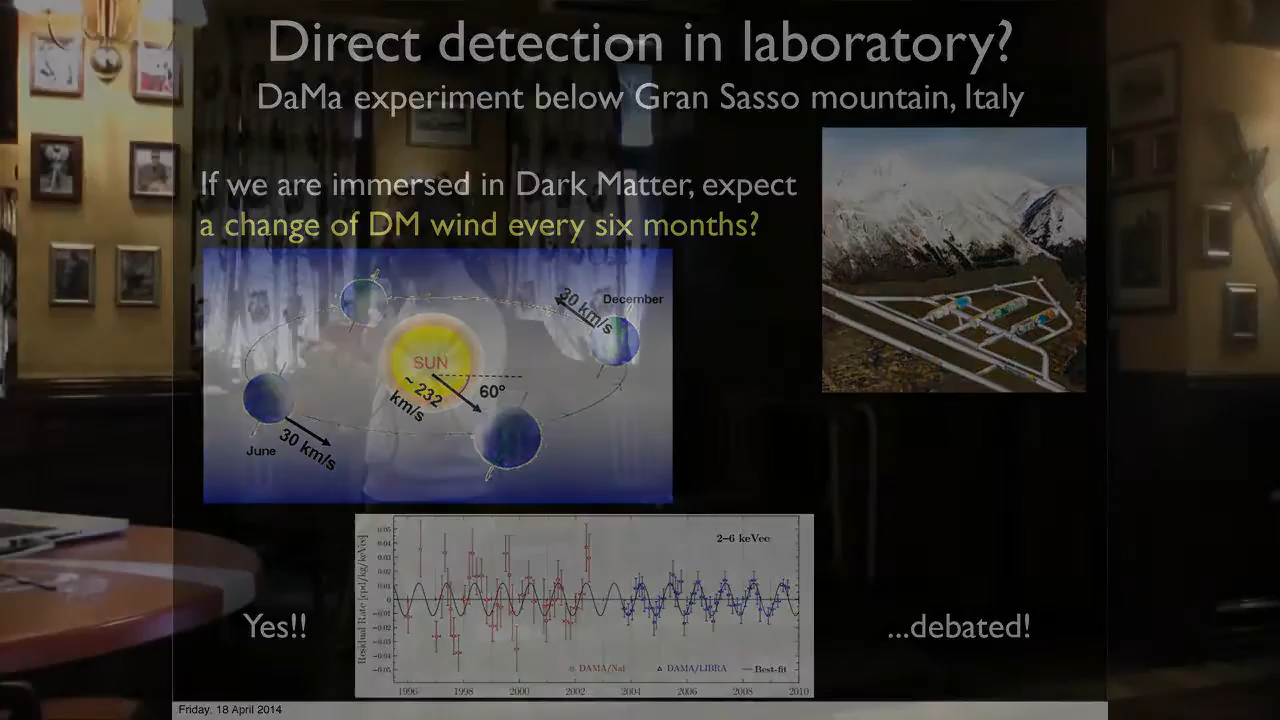 Direct detection in laboratory?
DaMa experiment below Gran Sasso mountain, Italy
If we are immersed in Dark Matter, expect
a change of DM wind every six months?
December
30 km/s
SUN
~ 232
km/s
60°
30 km/s
June
2–6 keVee
Residual Rate [cpd/kg/keVee]
0.05
0.04
0.03
0.02
0.01
0
−0.01
−0.02
−0.03
−0.04
−0.05
DAMA/NaI
DAMA/LIBRA
Best-fit
1996
1998
2000
2002
2004
2006
2008
2010
Yes!!
...debated!
Friday, 18 April 2014